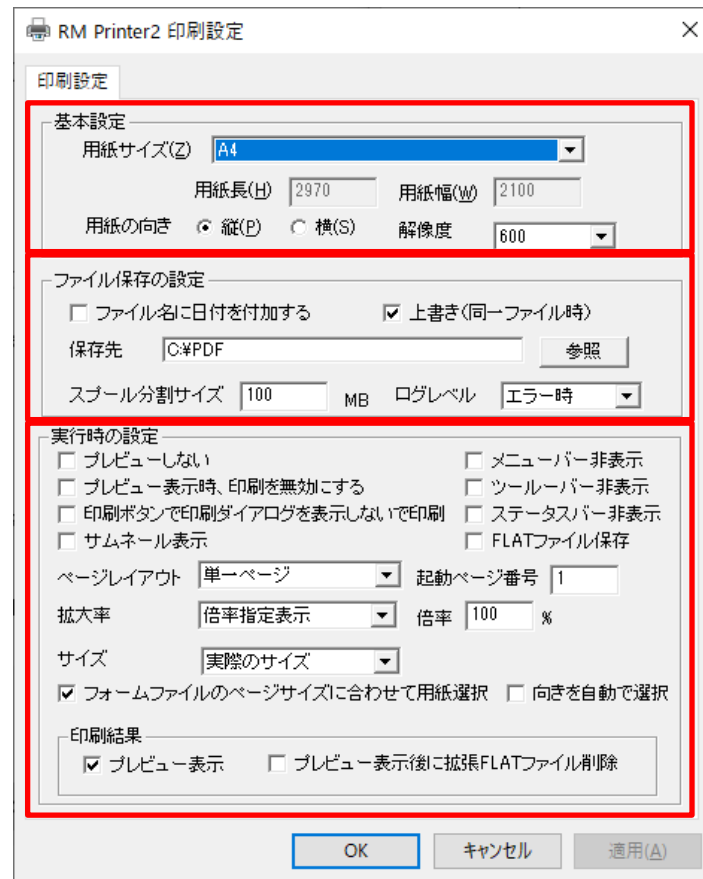 RM Printer2 印刷設定
印刷設定
基本設定
用紙サイズ(Z) A4
用紙長(H) 2970 用紙幅(W) 2100
用紙の向き 縦(P) 横(S) 解像度 600
ファイル保存の設定
ファイル名に日付を付加する 上書き(同一ファイル時)
保存先 C:¥PDF 参照
スプール分割サイズ 100 MB ログレベル エラー時
実行時の設定
プレビューしない メニューバー非表示
プレビュー表示時、印刷を無効にする ツールーバー非表示
印刷ボタンで印刷ダイアログを表示しないで印刷 ステータスバー非表示
サムネール表示 FLATファイル保存
ページレイアウト 単一ページ 起動ページ番号 1
拡大率 倍率指定表示 倍率 100 %
サイズ 実際のサイズ
フォームファイルのページサイズに合わせて用紙選択 向きを自動で選択
印刷結果
プレビュー表示 プレビュー表示後に拡張FLATファイル削除
OK キャンセル 適用(A)